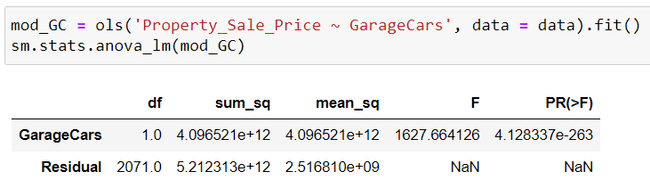 mod_GC = ols('Property_Sale_Price ~ GarageCars', data = data).fit()
sm.stats.anova_lm(mod_GC)
df sum_sq mean_sq F PR(>F)
GarageCars 1.0 4.096521e+12 4.096521e+12 1627.664126 4.128337e-263
Residual 2071.0 5.212313e+12 2.516810e+09 NaN NaN